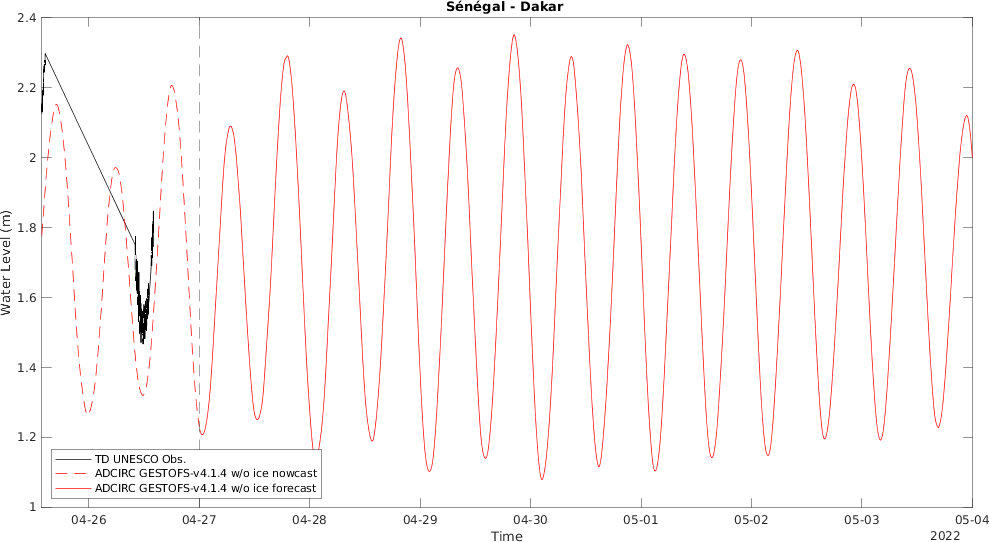 Sénégal - Dakar
2.4
2.2
2
1.8
1.6
1.4
1.2
1
Water Level (m)
TD UNESCO Obs.
ADCIRC GESTOFS-v4.1.4 w/o ice nowcast
ADCIRC GESTOFS-v4.1.4 w/o ice forecast
04-26 04-27 04-28 04-29 04-30 05-01 05-02 05-03 05-04
Time
2022